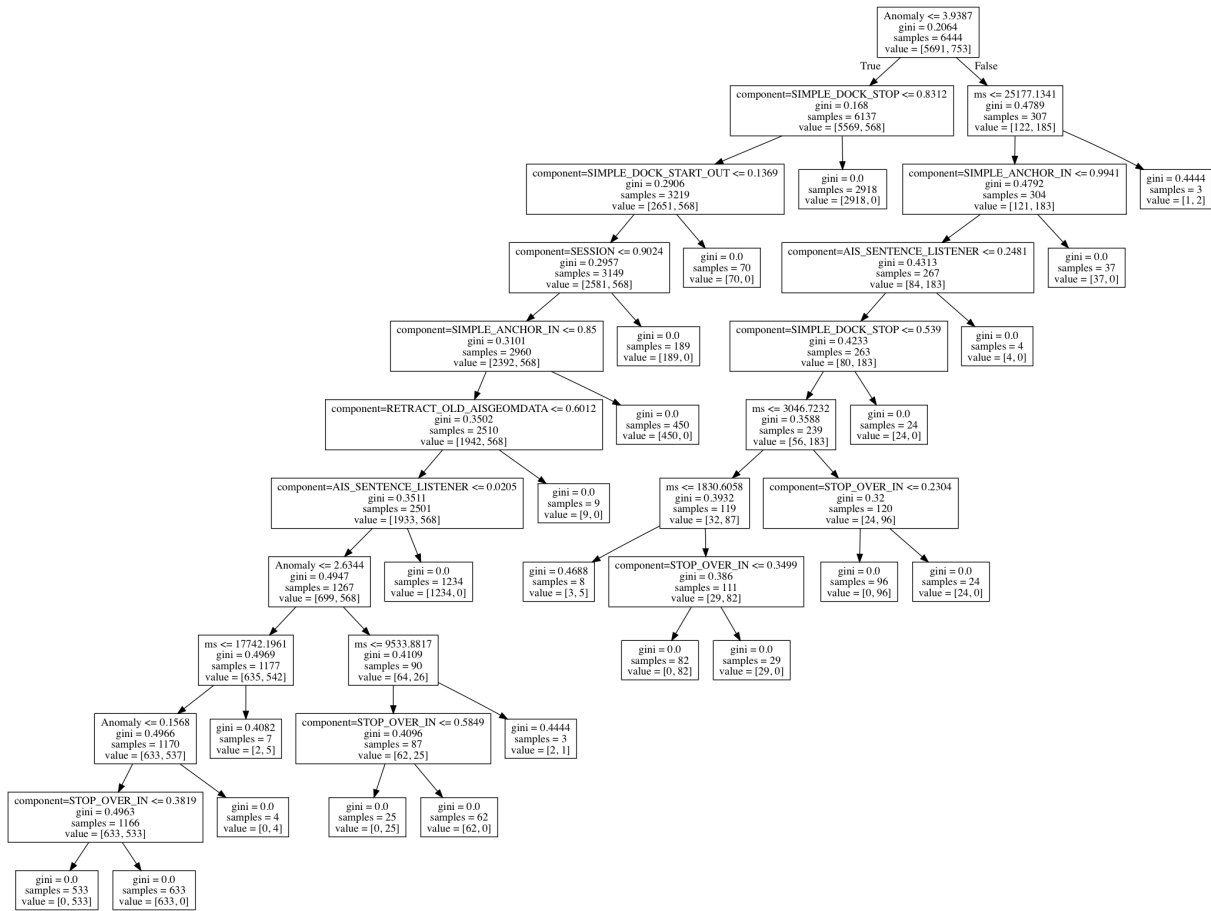 Anomaly <= 3.9387
gini = 0.2064
samples = 6444
value = [5691, 753]
True
False
component=SIMPLE_DOCK_STOP <= 0.8312
gini = 0.168
samples = 6137
value = [5569, 568]
ms <= 25177.1341
gini = 0.4789
samples = 307
value = [122, 185]
component=SIMPLE_DOCK_START_OUT <= 0.1369
gini = 0.2906
samples = 3219
value = [2651, 568]
gini = 0.0
samples = 2918
value = [2918, 0]
component=SIMPLE_ANCHOR_IN <= 0.9941
gini = 0.4792
samples = 304
value = [121, 183]
gini = 0.4444
samples = 3
value = [1, 2]
component=SESSION <= 0.9024
gini = 0.2957
samples = 3149
value = [2581, 568]
gini = 0.0
samples = 70
value = [70, 0]
component=AIS_SENTENCE_LISTENER <= 0.2481
gini = 0.4313
samples = 267
value = [84, 183]
gini = 0.0
samples = 37
value = [37, 0]
component=SIMPLE_ANCHOR_IN <= 0.85
gini = 0.3101
samples = 2960
value = [2392, 568]
gini = 0.0
samples = 189
value = [189, 0]
component=SIMPLE_DOCK_STOP <= 0.539
gini = 0.4233
samples = 263
value = [80, 183]
gini = 0.0
samples = 4
value = [4, 0]
component=RETRACT_OLD_AISGEOMDATA <= 0.6012
gini = 0.3502
samples = 2510
value = [1942, 568]
gini = 0.0
samples = 450
value = [450, 0]
ms <= 3046.7232
gini = 0.3588
samples = 239
value = [56, 183]
gini = 0.0
samples = 24
value = [24, 0]
component=AIS_SENTENCE_LISTENER <= 0.0205
gini = 0.3511
samples = 2501
value = [1933, 568]
gini = 0.0
samples = 9
value = [9, 0]
ms <= 1830.6058
gini = 0.3932
samples = 119
value = [32, 87]
component=STOP_OVER_IN <= 0.2304
gini = 0.32
samples = 120
value = [24, 96]
Anomaly <= 2.6344
gini = 0.4947
samples = 1267
value = [699, 568]
gini = 0.0
samples = 1234
value = [1234, 0]
gini = 0.4688
samples = 8
value = [3, 5]
component=STOP_OVER_IN <= 0.3499
gini = 0.386
samples = 111
value = [29, 82]
gini = 0.0
samples = 96
value = [0, 96]
gini = 0.0
samples = 24
value = [24, 0]
ms <= 17742.1961
gini = 0.4969
samples = 1177
value = [635, 542]
ms <= 9533.8817
gini = 0.4109
samples = 90
value = [64, 26]
gini = 0.0
samples = 82
value = [0, 82]
gini = 0.0
samples = 29
value = [29, 0]
Anomaly <= 0.1568
gini = 0.4966
samples = 1170
value = [633, 537]
gini = 0.4082
samples = 7
value = [2, 5]
component=STOP_OVER_IN <= 0.5849
gini = 0.4096
samples = 87
value = [62, 25]
gini = 0.4444
samples = 3
value = [2, 1]
component=STOP_OVER_IN <= 0.3819
gini = 0.4963
samples = 1166
value = [633, 533]
gini = 0.0
samples = 4
value = [0, 4]
gini = 0.0
samples = 25
value = [0, 25]
gini = 0.0
samples = 62
value = [62, 0]
gini = 0.0
samples = 533
value = [0, 533]
gini = 0.0
samples = 633
value = [633, 0]